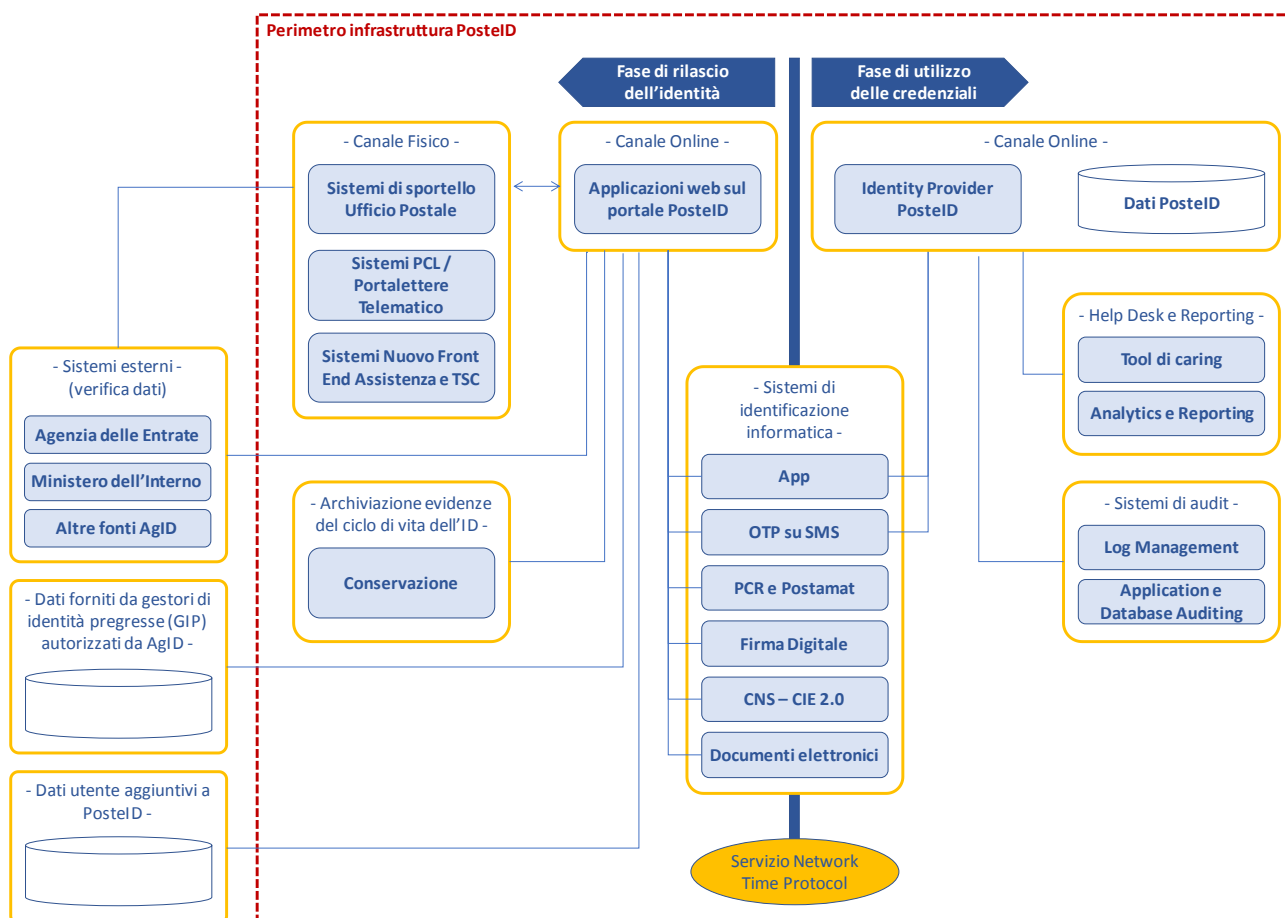 Perimetro infrastruttura PosteID
Fase di rilascio
dell'identità
Fase di utilizzo
delle credenziali
- Canale Fisico -
Sistemi di sportello
Ufficio Postale
Sistemi PCL /
Portalettere
Telematico
Sistemi Nuovo Front
End Assistenza e TSC
- Canale Online -
Applicazioni web sul
portale PosteID
- Canale Online -
Identity Provider
PosteID
Dati PosteID
- Help Desk e Reporting -
Tool di caring
Analytics e Reporting
- Sistemi esterni -
(verifica dati)
Agenzia delle Entrate
Ministero dell'Interno
Altre fonti AgID
- Sistemi di
identificazione
informatica -
App
OTP su SMS
PCR e Postamat
Firma Digitale
CNS – CIE 2.0
Documenti elettronici
- Archiviazione evidenze
del ciclo di vita dell'ID -
Conservazione
- Sistemi di audit -
Log Management
Application e
Database Auditing
- Dati forniti da gestori di
identità pregresse (GIP)
autorizzati da AgID -
- Dati utente aggiuntivi a
PosteID -
Servizio Network
Time Protocol